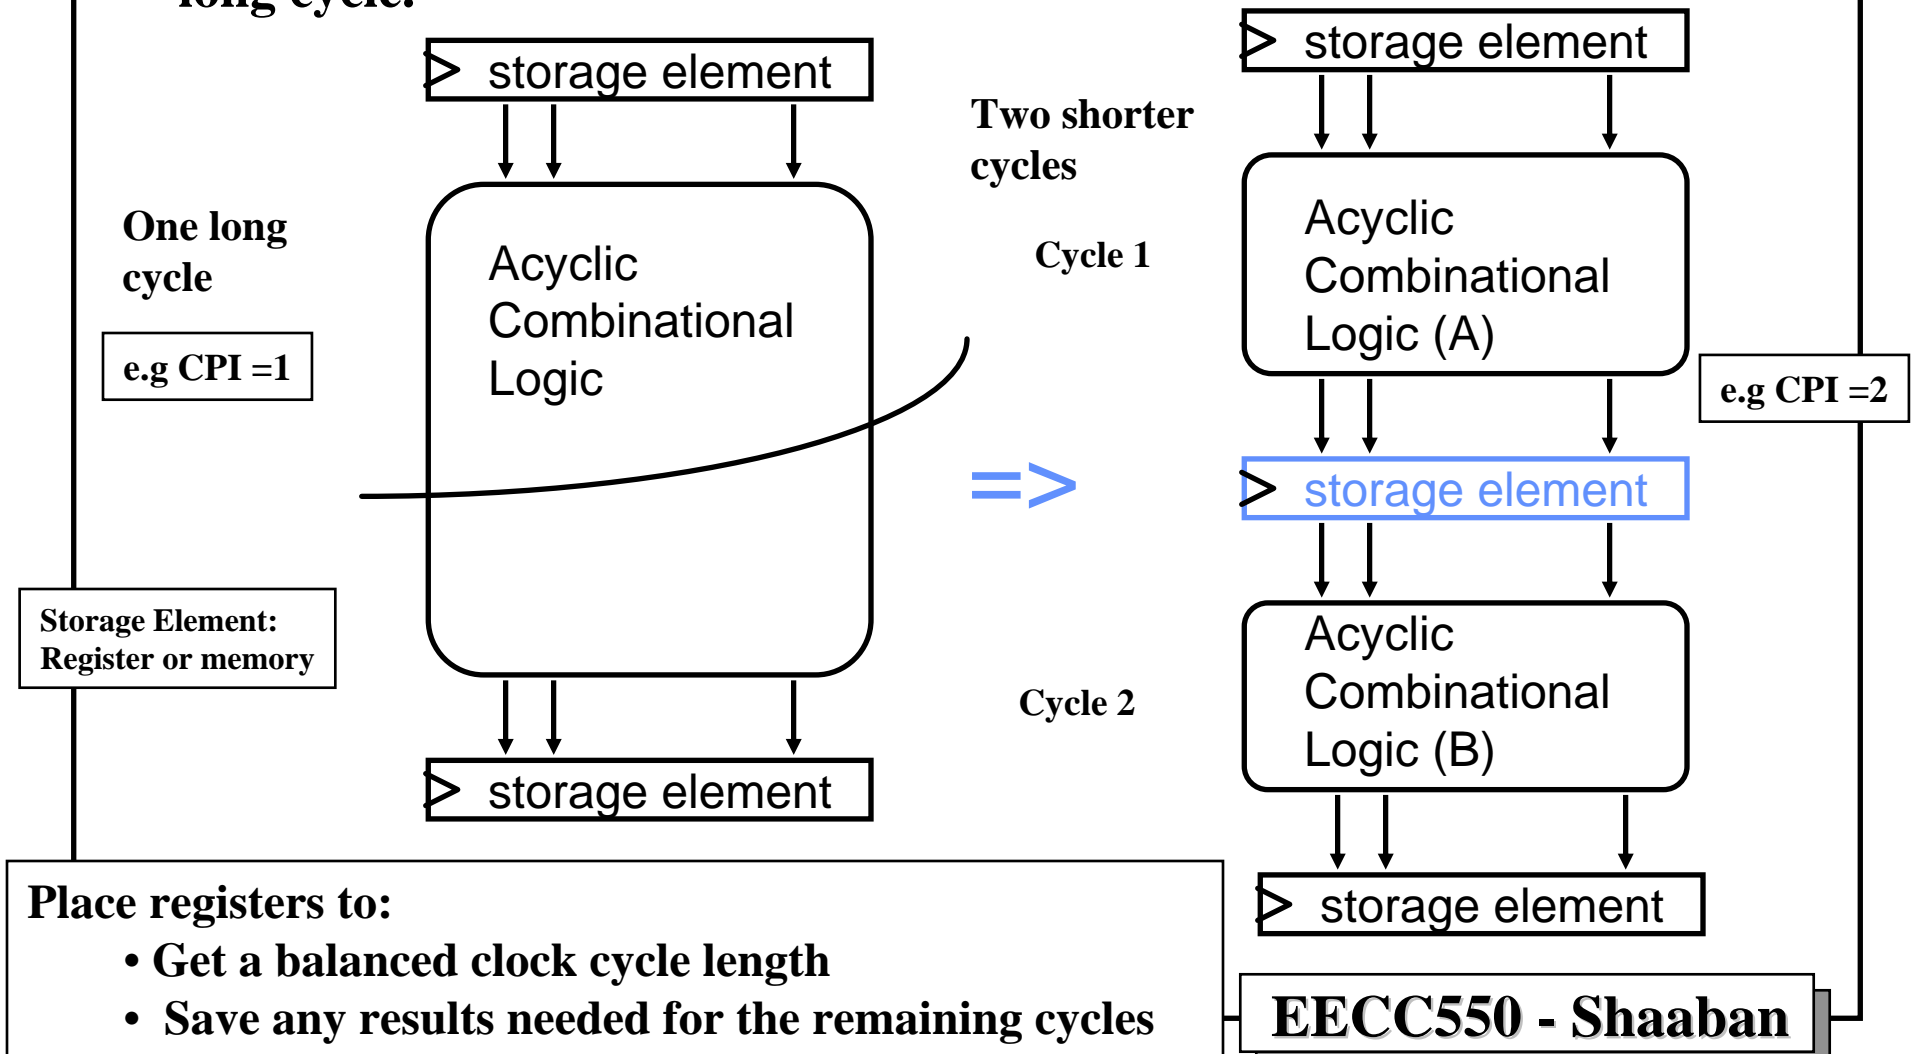 long cycle.
storage element
One long
cycle
e.g CPI =1
Acyclic
Combinational
Logic
Storage Element:
Register or memory
storage element
=>
Two shorter
cycles
storage element
Cycle 1
Acyclic
Combinational
Logic (A)
e.g CPI =2
storage element
Cycle 2
Acyclic
Combinational
Logic (B)
storage element
Place registers to:
• Get a balanced clock cycle length
• Save any results needed for the remaining cycles
EECC550 - Shaaban